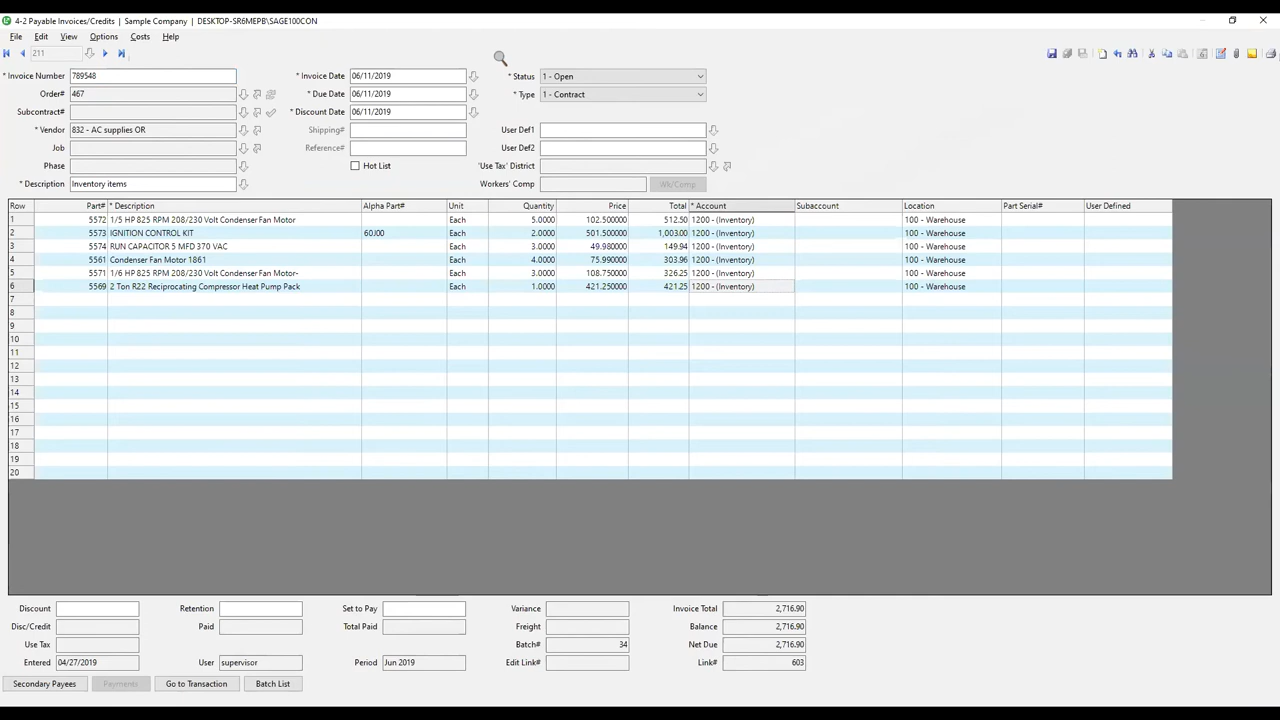 4-2 Payable Invoices/Credits | Sample Company | DESKTOP-SR6MEPB\SAGE100CON
File Edit View Options Costs Help
211
* Invoice Number 789548 * Invoice Date 06/11/2019 * Status 1 - Open
Order# 467 * Due Date 06/11/2019 * Type 1 - Contract
Subcontract# * Discount Date 06/11/2019
* Vendor 832 - AC supplies OR Shipping# User Def1
Job Reference# User Def2
Phase Hot List 'Use Tax' District
* Description Inventory items Workers' Comp Wk/Comp
Row Part# * Description Alpha Part# Unit Quantity Price Total * Account Subaccount Location Part Serial# User Defined
1 5572 1/5 HP 825 RPM 208/230 Volt Condenser Fan Motor Each 5.0000 102.500000 512.50 1200 - (Inventory) 100 - Warehouse
2 5573 IGNITION CONTROL KIT 60J00 Each 2.0000 501.500000 1,003.00 1200 - (Inventory) 100 - Warehouse
3 5574 RUN CAPACITOR 5 MFD 370 VAC Each 3.0000 49.980000 149.94 1200 - (Inventory) 100 - Warehouse
4 5561 Condenser Fan Motor 1861 Each 4.0000 75.990000 303.96 1200 - (Inventory) 100 - Warehouse
5 5571 1/6 HP 825 RPM 208/230 Volt Condenser Fan Motor- Each 3.0000 108.750000 326.25 1200 - (Inventory) 100 - Warehouse
6 5569 2 Ton R22 Reciprocating Compressor Heat Pump Pack Each 1.0000 421.250000 421.25 1200 - (Inventory) 100 - Warehouse
7
8
9
10
11
12
13
14
15
16
17
18
19
20
Discount Retention Set to Pay Variance Invoice Total 2,716.90
Disc/Credit Paid Total Paid Freight Balance 2,716.90
Use Tax Batch# 34 Net Due 2,716.90
Entered 04/27/2019 User supervisor Period Jun 2019 Edit Link# Link# 603
Secondary Payees Payments Go to Transaction Batch List